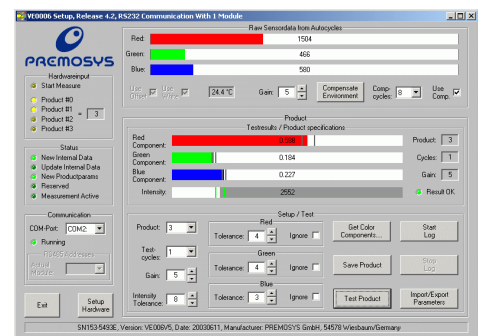 VE0006 Setup, Release 4.2, RS232 Communication With 1 Module
PREMOSYS
Hardwareinput
Start Measure
Product #0
Product #1
Product #2
Product #3
= 3
Status
New Internal Data
Update Internal Data
New Productparams
Reserved
Measurement Active
Communication
COM-Port: COM2:
Running
RS485 Addresses
Actual
Module:
Exit
Setup
Hardware
Raw Sensordata from Autocycles
Red: 1504
Green: 466
Blue: 580
Use
Offset
Use
24.4 °C
Gain: 5
Compensate
Environment
Comp-
cycles: 8
Use
Comp.
Product
Testresults / Product specifications
Red
Component: 0.588
Product: 3
Green
Component: 0.184
Cycles: 1
Blue
Component: 0.227
Gain: 5
Intensity: 2552
Result OK
Setup / Test
Product: 3
Test-
cycles: 1
Gain: 5
Intensity
Tolerance: 8
Red
Tolerance: 4 Ignore
Green
Tolerance: 4 Ignore
Blue
Tolerance: 3 Ignore
Get Color
Components...
Start
Log
Save Product
Stop
Log
Test Product
Import/Export
Parameters
SN153-5493E, Version: VE006V5, Date: 20030611, Manufacturer: PREMOSYS GmbH, 54578 Wiesbaum/Germany